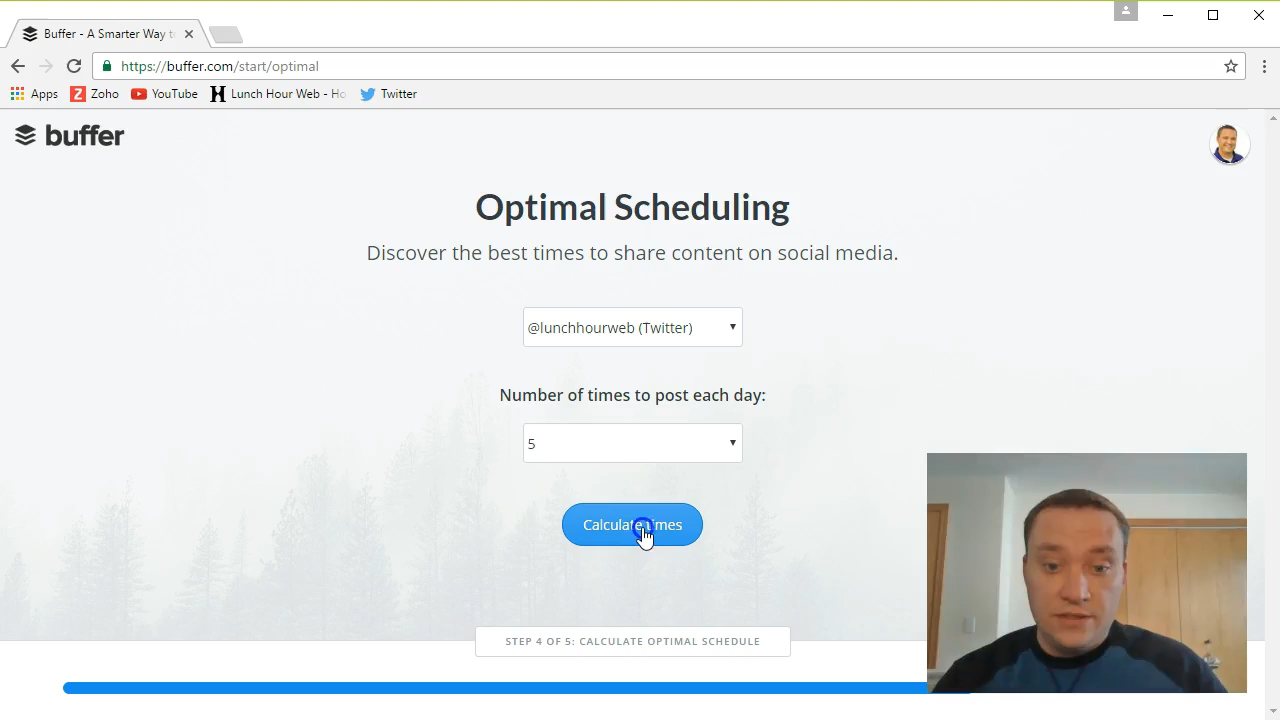 Buffer - A Smarter Way to
https://buffer.com/start/optimal
Apps Zoho YouTube Lunch Hour Web - Ho Twitter
buffer
Optimal Scheduling
Discover the best times to share content on social media.
@lunchhourweb (Twitter)
Number of times to post each day:
5
Calculate times
STEP 4 OF 5: CALCULATE OPTIMAL SCHEDULE